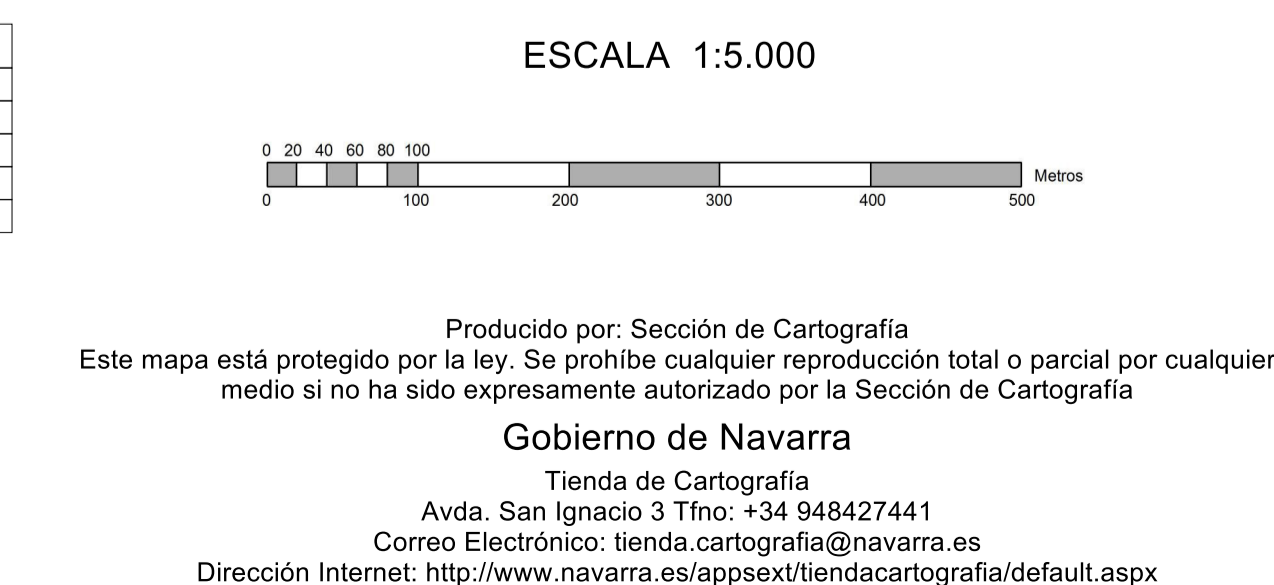 ESCALA 1:5.000
0 20 40 60 80 100
Metros
0 100 200 300 400 500
Producido por: Sección de Cartografía
Este mapa está protegido por la ley. Se prohíbe cualquier reproducción total o parcial por cualquier
medio si no ha sido expresamente autorizado por la Sección de Cartografía
Gobierno de Navarra
Tienda de Cartografía
Avda. San Ignacio 3 Tfno: +34 948427441
Correo Electrónico: tienda.cartografia@navarra.es
Dirección Internet: http://www.navarra.es/appsext/tiendacartografia/default.aspx